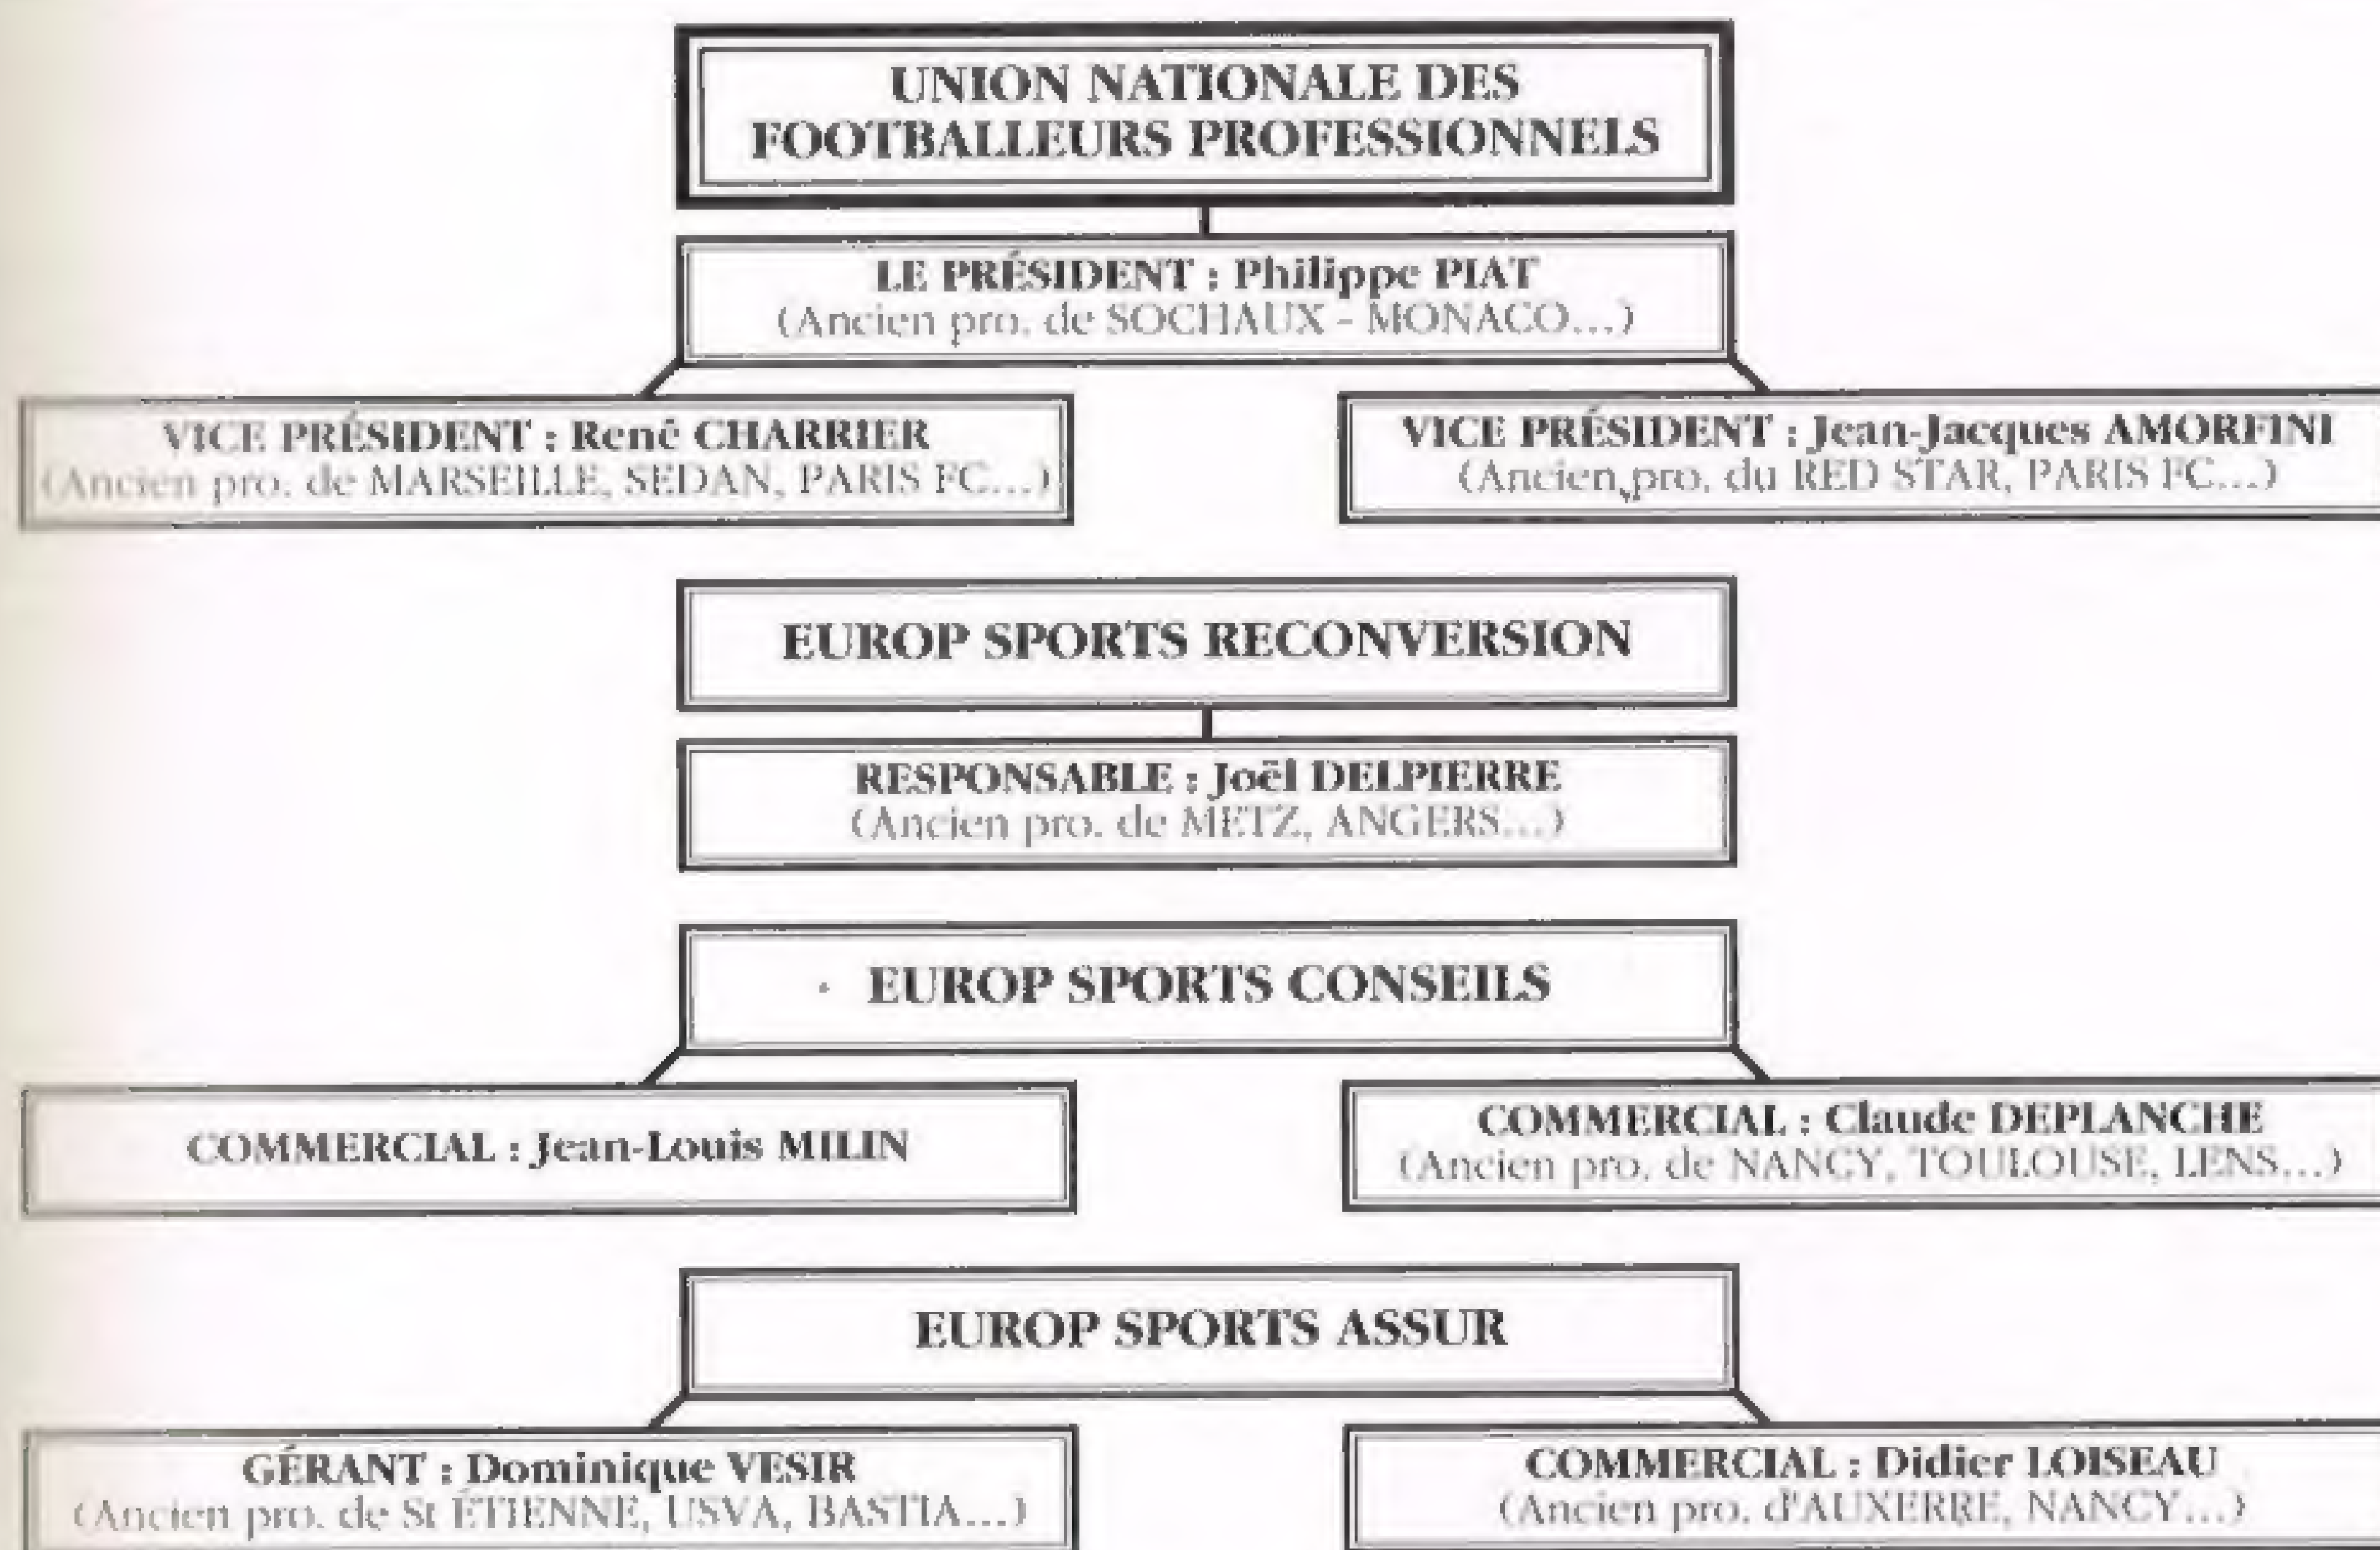 UNION NATIONALE DES
FOOTBALLEURS PROFESSIONNELS
LE PRÉSIDENT : Philippe PIAT
(Ancien pro. de SOCHAUX - MONACO...)
VICE PRÉSIDENT : René CHARRIER
(Ancien pro. de MARSEILLE, SEDAN, PARIS FC...)
VICE PRÉSIDENT : Jean-Jacques AMORFINI
(Ancien pro. du RED STAR, PARIS FC...)
EUROP SPORTS RECONVERSION
RESPONSABLE : Joël DELPIERRE
(Ancien pro. de METZ, ANGERS...)
EUROP SPORTS CONSEILS
COMMERCIAL : Jean-Louis MILIN
COMMERCIAL : Claude DEPLANCHE
(Ancien pro. de NANCY, TOULOUSE, LENS...)
EUROP SPORTS ASSUR
GÉRANT : Dominique VESIR
(Ancien pro. de St ÉTIENNE, USVA, BASTIA...)
COMMERCIAL : Didier LOISEAU
(Ancien pro. d'AUXERRE, NANCY...)